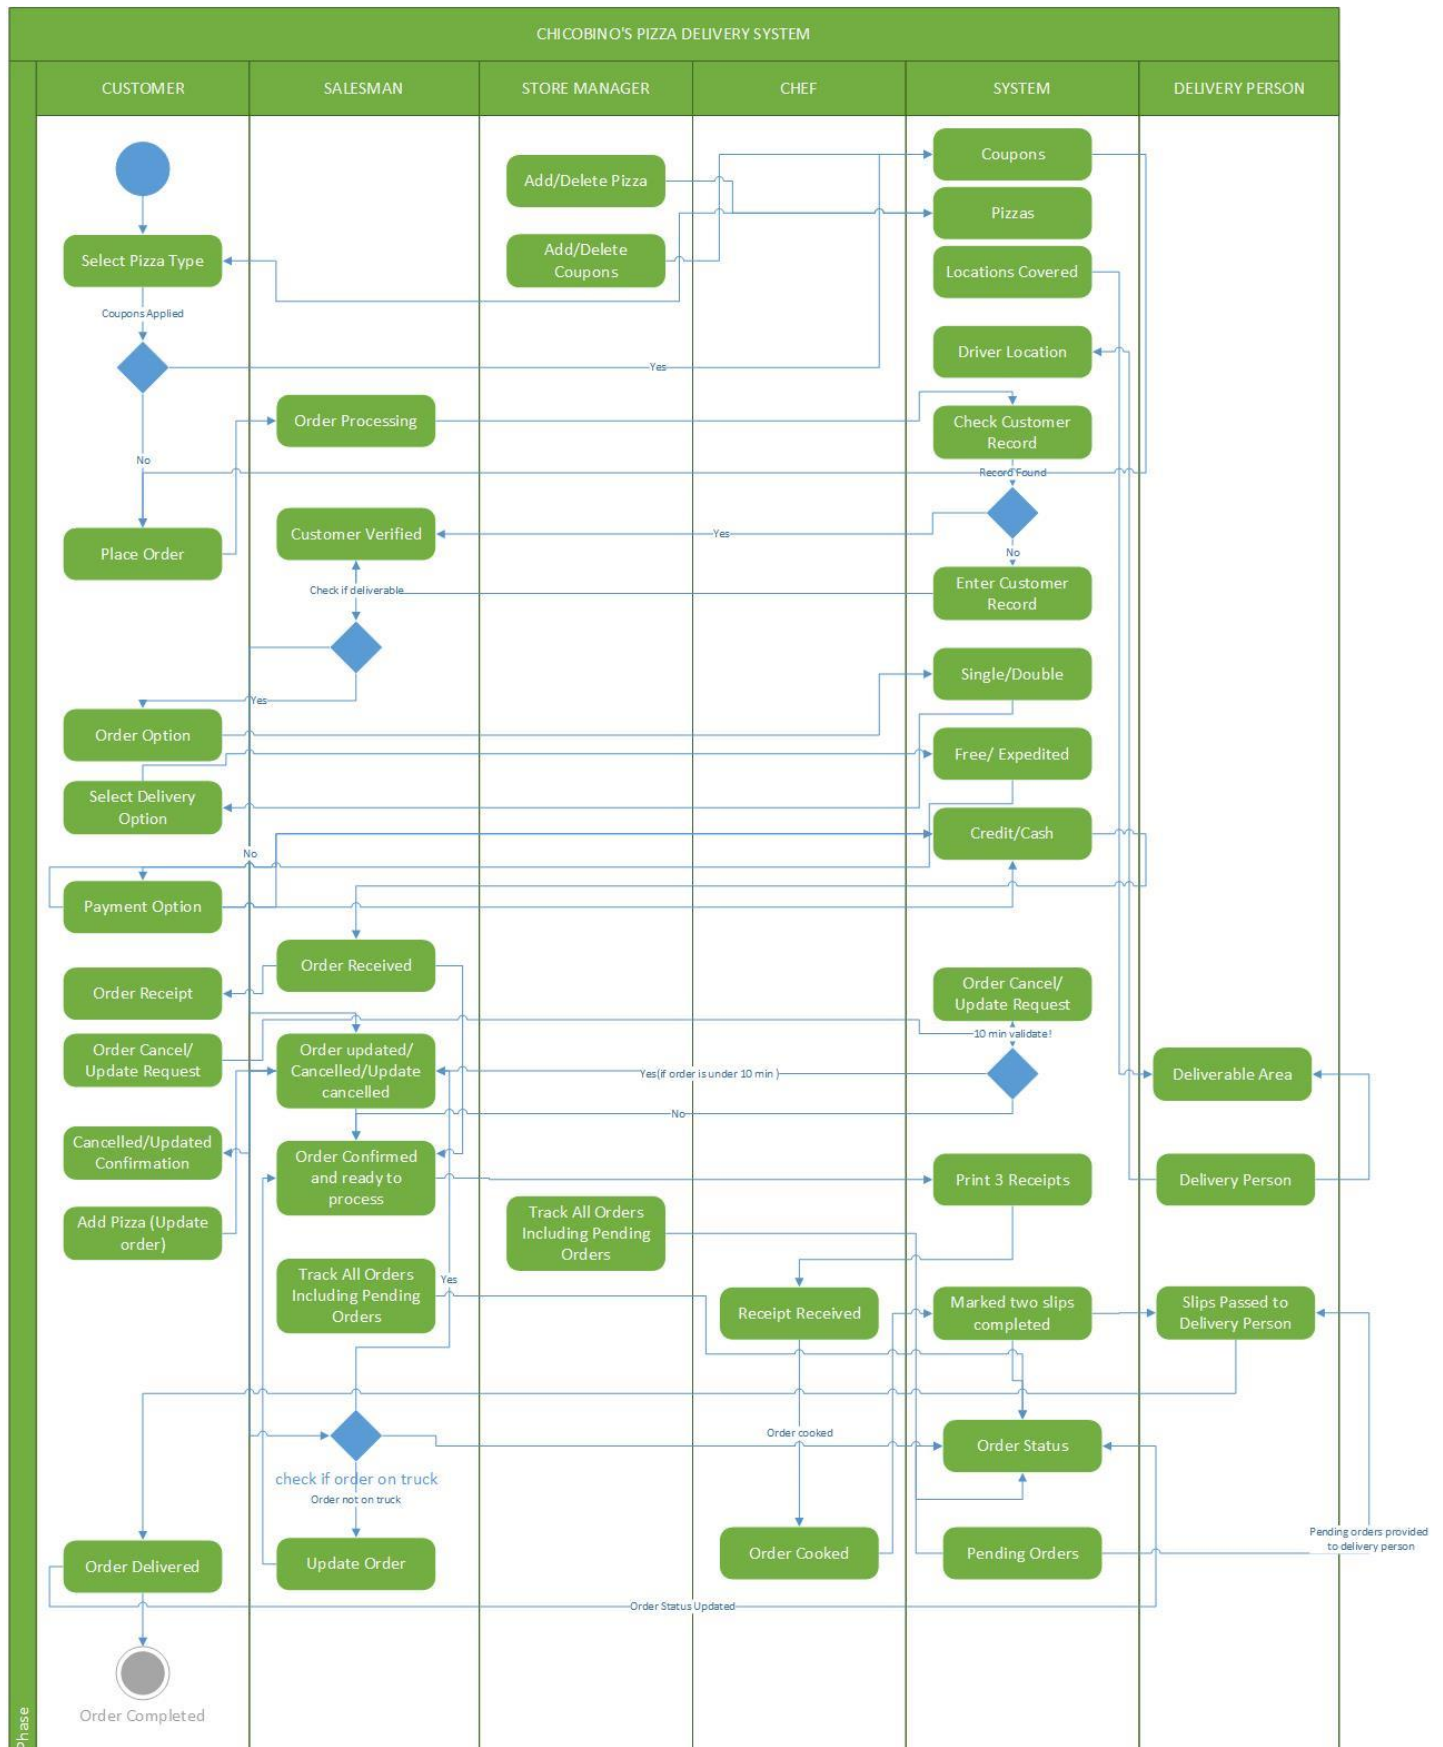 CHICOBINO'S PIZZA DELIVERY SYSTEM
CUSTOMER
SALESMAN
STORE MANAGER
CHEF
SYSTEM
DELIVERY PERSON
Coupons
Add/Delete Pizza
Pizzas
Select Pizza Type
Add/Delete
Coupons
Locations Covered
Coupons Applied
Driver Location
Yes
Order Processing
Check Customer
Record
No
Record Found
Customer Verified
Yes
Place Order
No
Check if deliverable
Enter Customer
Record
Single/Double
Yes
Order Option
Free/ Expedited
Select Delivery
Option
Credit/Cash
No
Payment Option
Order Received
Order Receipt
Order Cancel/
Update Request
10 min validate!
Order Cancel/
Update Request
Order updated/
Cancelled/Update
cancelled
Yes(if order is under 10 min )
Deliverable Area
No
Cancelled/Updated
Confirmation
Order Confirmed
and ready to
process
Print 3 Receipts
Delivery Person
Add Pizza (Update
order)
Track All Orders
Including Pending
Orders
Track All Orders
Including Pending
Orders
Yes
Receipt Received
Marked two slips
completed
Slips Passed to
Delivery Person
Order cooked
Order Status
check if order on truck
Order not on truck
Pending orders provided
to delivery person
Order Delivered
Update Order
Order Cooked
Pending Orders
Order Status Updated
Order Completed
Phase